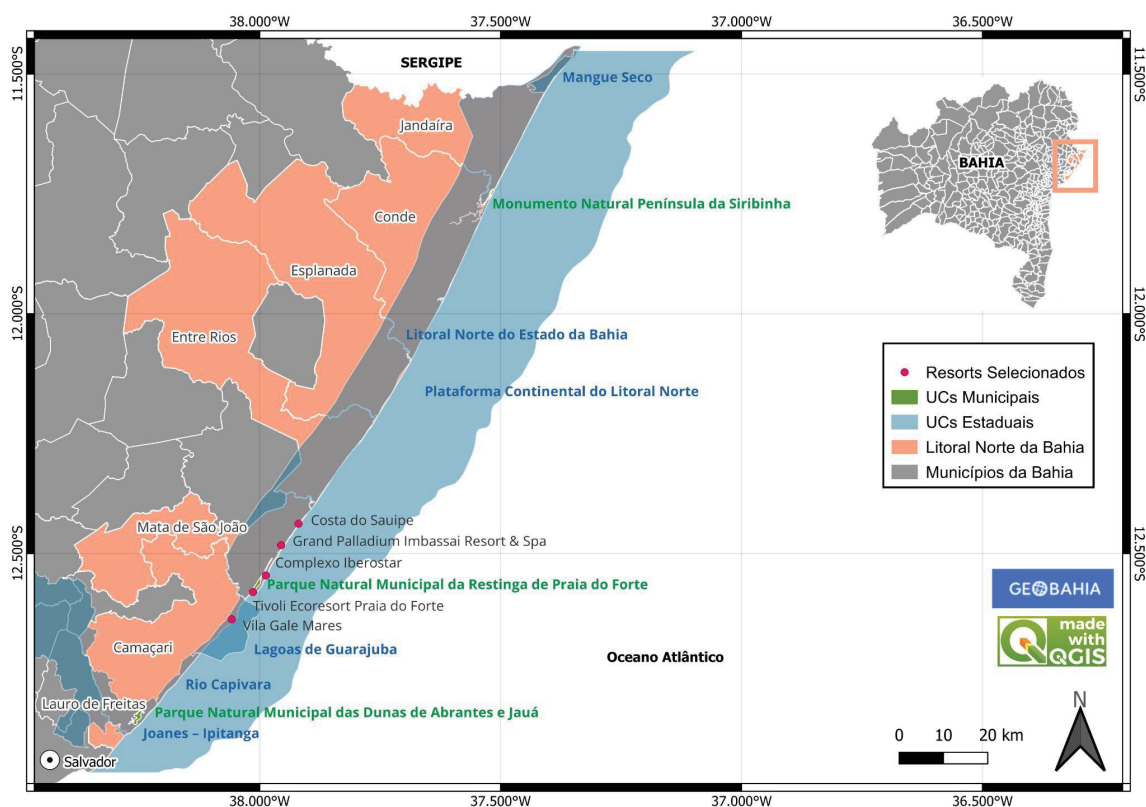 38.000°W 37.500°W 37.000°W 36.500°W
11.500°S 11.500°S
SERGIPE
Mangue Seco
Jandaíra
BAHIA
Monumento Natural Península da Siribinha
Conde
Esplanada
12.000°S 12.000°S
Entre Rios
Litoral Norte do Estado da Bahia
Plataforma Continental do Litoral Norte
Resorts Selecionados
UCs Municipais
UCs Estaduais
Litoral Norte da Bahia
Municípios da Bahia
Mata de São João
Costa do Sauipe
Grand Palladium Imbassai Resort & Spa
12.500°S 12.500°S
Complexo Iberostar
Parque Natural Municipal da Restinga de Praia do Forte
Tivoli Ecoresort Praia do Forte
Vila Gale Mares
GEOBAHIA
made
with
QGIS
Camaçari
Lagoas de Guarajuba
Oceano Atlântico
Rio Capivara
Lauro de Freitas
Parque Natural Municipal das Dunas de Abrantes e Jauá
Joanes – Ipitanga
N
0 10 20 km
Salvador
38.000°W 37.500°W 37.000°W 36.500°W